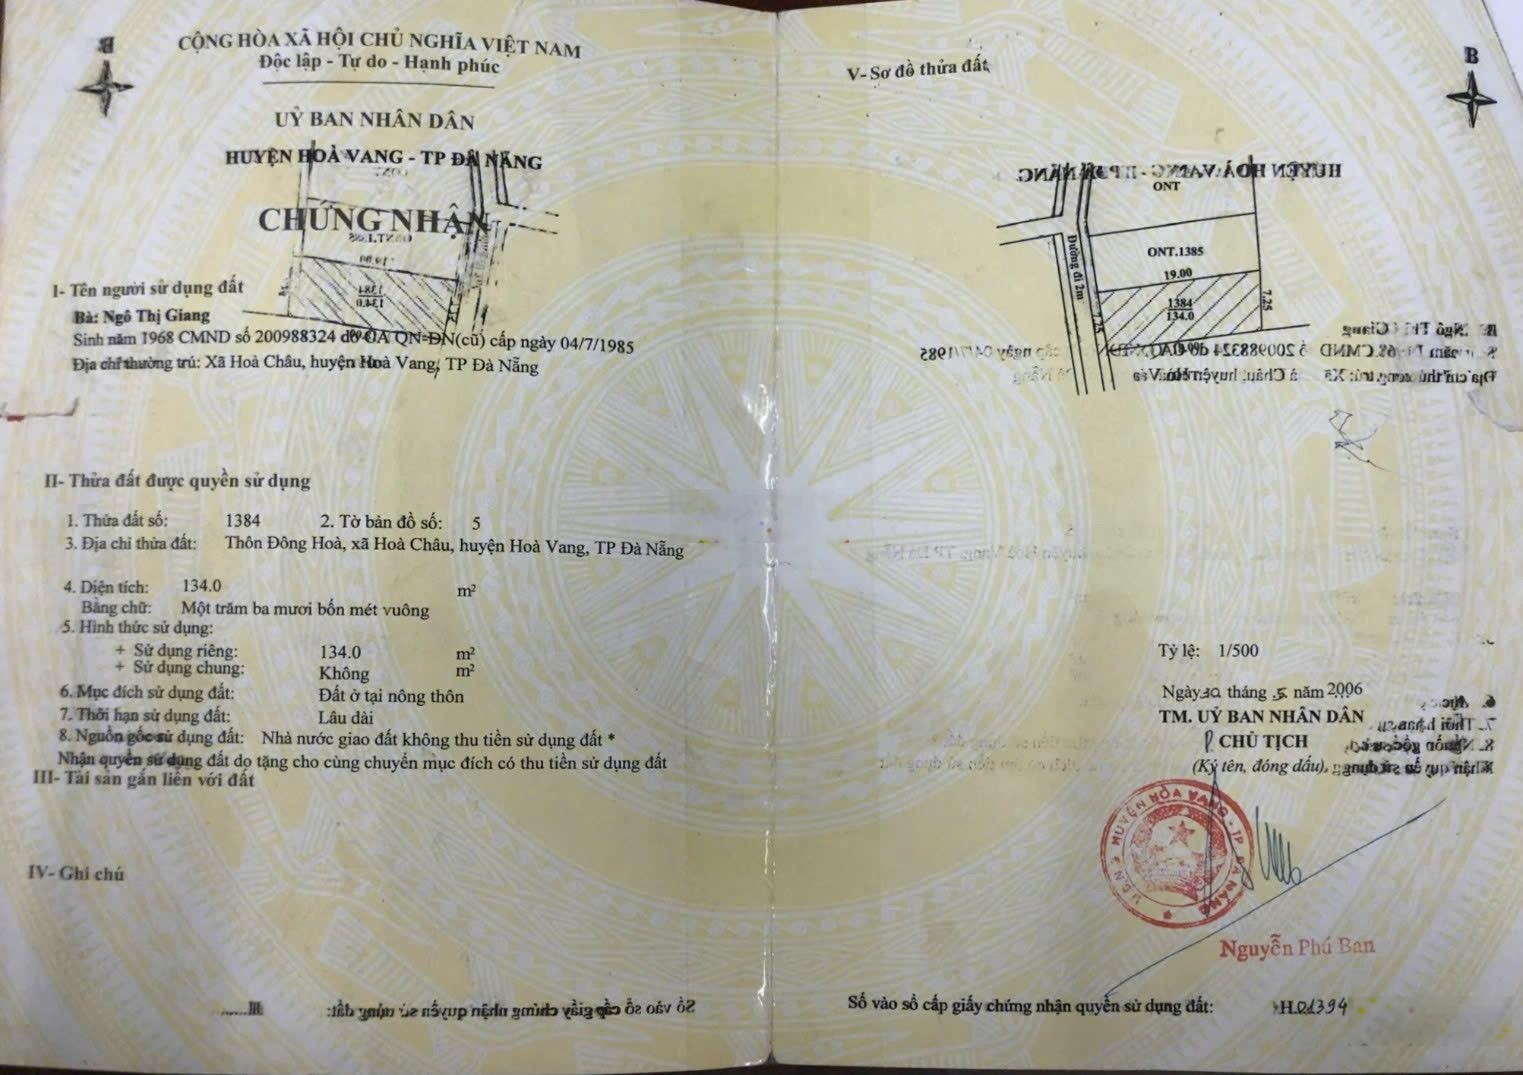 CỘNG HÒA XÃ HỘI CHỦ NGHĨA VIỆT NAM
Độc lập - Tự do - Hạnh phúc
UỶ BAN NHÂN DÂN
HUYỆN HOÀ VANG - TP ĐÀ NẴNG
CHỨNG NHẬN
I- Tên người sử dụng đất
Bà: Ngô Thị Giang
Sinh năm 1968 CMND số 200988324 do CA QN-ĐN(cũ) cấp ngày 04/7/1985
Địa chỉ thường trú: Xã Hoà Châu, huyện Hoà Vang, TP Đà Nẵng
II- Thửa đất được quyền sử dụng
1. Thửa đất số: 1384 2. Tờ bản đồ số: 5
3. Địa chỉ thửa đất: Thôn Đông Hoà, xã Hoà Châu, huyện Hoà Vang, TP Đà Nẵng
4. Diện tích: 134.0 m²
Bằng chữ: Một trăm ba mươi bốn mét vuông
5. Hình thức sử dụng:
+ Sử dụng riêng: 134.0 m²
+ Sử dụng chung: Không m²
6. Mục đích sử dụng đất: Đất ở tại nông thôn
7. Thời hạn sử dụng đất: Lâu dài
8. Nguồn gốc sử dụng đất: Nhà nước giao đất không thu tiền sử dụng đất *
Nhận quyền sử dụng đất do tặng cho cùng chuyển mục đích có thu tiền sử dụng đất
III- Tài sản gắn liền với đất
IV- Ghi chú
V- Sơ đồ thửa đất
B
ONT
ONT.1385
19.00
Đường đi 2m
1384
134.0
7.25
7.25
Tỷ lệ: 1/500
Ngày 30 tháng 5 năm 2006
TM. UỶ BAN NHÂN DÂN
P CHỦ TỊCH
(Ký tên, đóng dấu)
U.B.N.D HUYỆN HÒA VANG - TP ĐÀ NẴNG
Nguyễn Phú Ban
Số vào sổ cấp giấy chứng nhận quyền sử dụng đất: H.01394